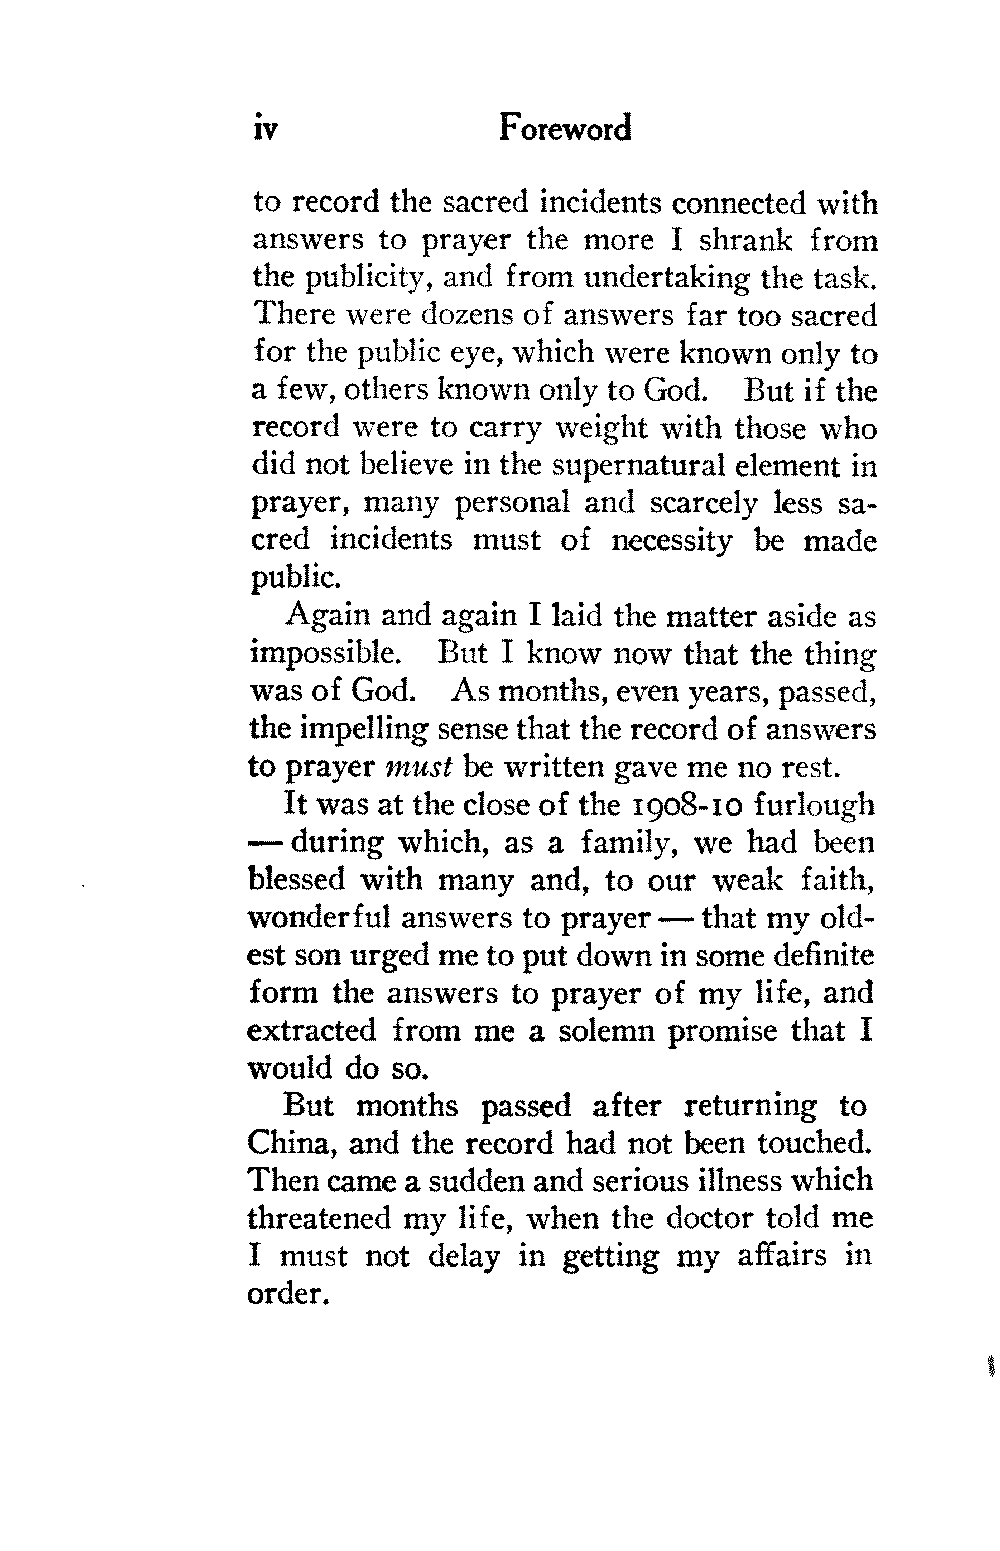 iv Foreword
to record the sacred incidents connected with
answers to prayer the more I shrank from
the publicity, and from undertaking the task.
There were dozens of answers far too sacred
for the public eye, which were known only to
a few, others known only to God. But if the
record were to carry weight with those who
did not believe in the supernatural element in
prayer, many personal and scarcely less sa-
cred incidents must of necessity be made
public.
Again and again I laid the matter aside as
impossible. But I know now that the thing
was of God. As months, even years, passed,
the impelling sense that the record of answers
to prayer must be written gave me no rest.
It was at the close of the 1908-10 furlough
— during which, as a family, we had been
blessed with many and, to our weak faith,
wonderful answers to prayer — that my old-
est son urged me to put down in some definite
form the answers to prayer of my life, and
extracted from me a solemn promise that I
would do so.
But months passed after returning to
China, and the record had not been touched.
Then came a sudden and serious illness which
threatened my life, when the doctor told me
I must not delay in getting my affairs in
order.